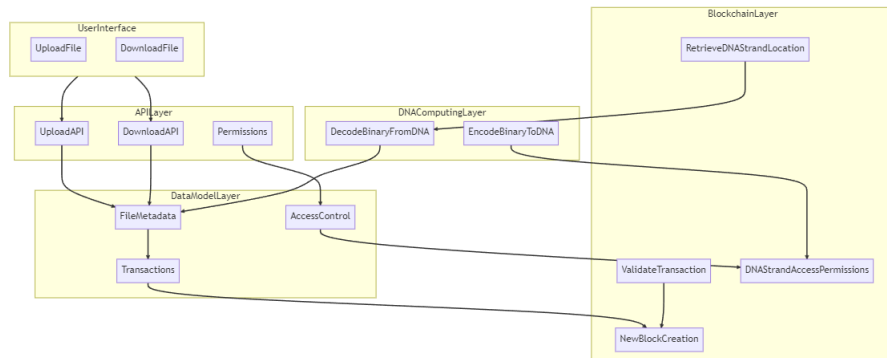 UserInterface
UploadFile
DownloadFile
BlockchainLayer
RetrieveDNAStrandLocation
APILayer
UploadAPI
DownloadAPI
Permissions
DNAComputingLayer
DecodeBinaryFromDNA
EncodeBinaryToDNA
DataModelLayer
FileMetadata
AccessControl
Transactions
ValidateTransaction
DNAStrandAccessPermissions
NewBlockCreation